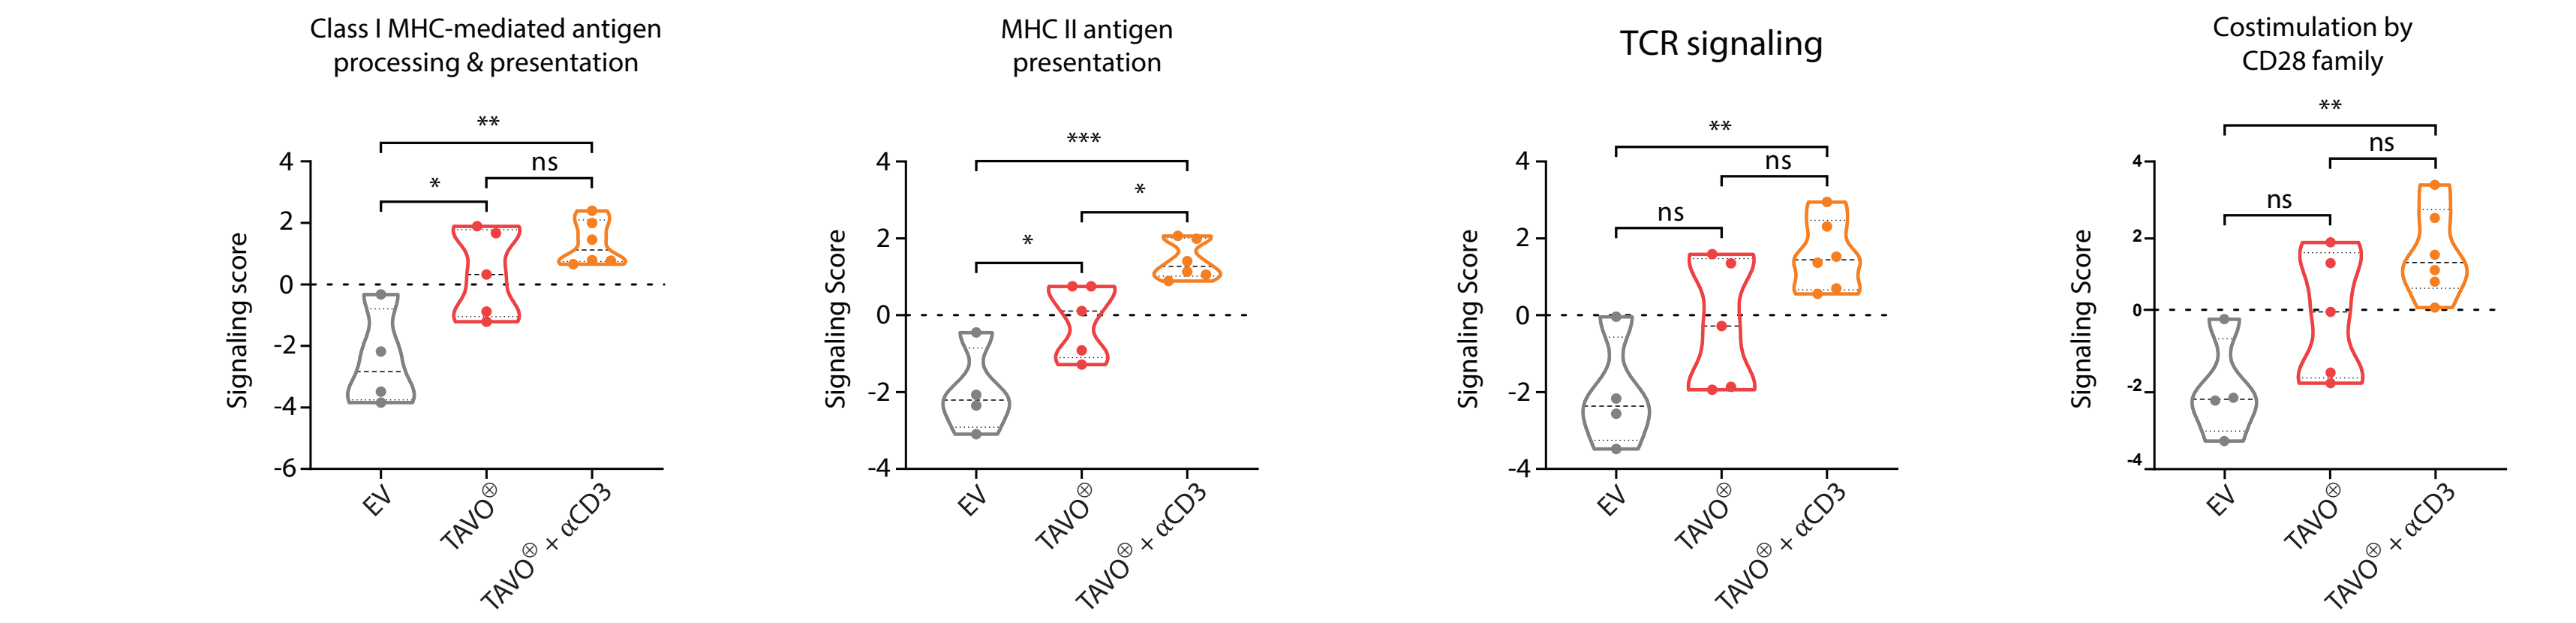 Class I MHC-mediated antigen
processing & presentation
**
ns
*
4
2
0
-2
-4
-6
Signaling score
EV
TAVO⊗
TAVO⊗ + αCD3
MHC II antigen
presentation
***
*
*
4
2
0
-2
-4
Signaling Score
EV
TAVO⊗
TAVO⊗ + αCD3
TCR signaling
**
ns
ns
4
2
0
-2
-4
Signaling Score
EV
TAVO⊗
TAVO⊗ + αCD3
Costimulation by
CD28 family
**
ns
ns
4
2
0
-2
-4
Signaling Score
EV
TAVO⊗
TAVO⊗ + αCD3